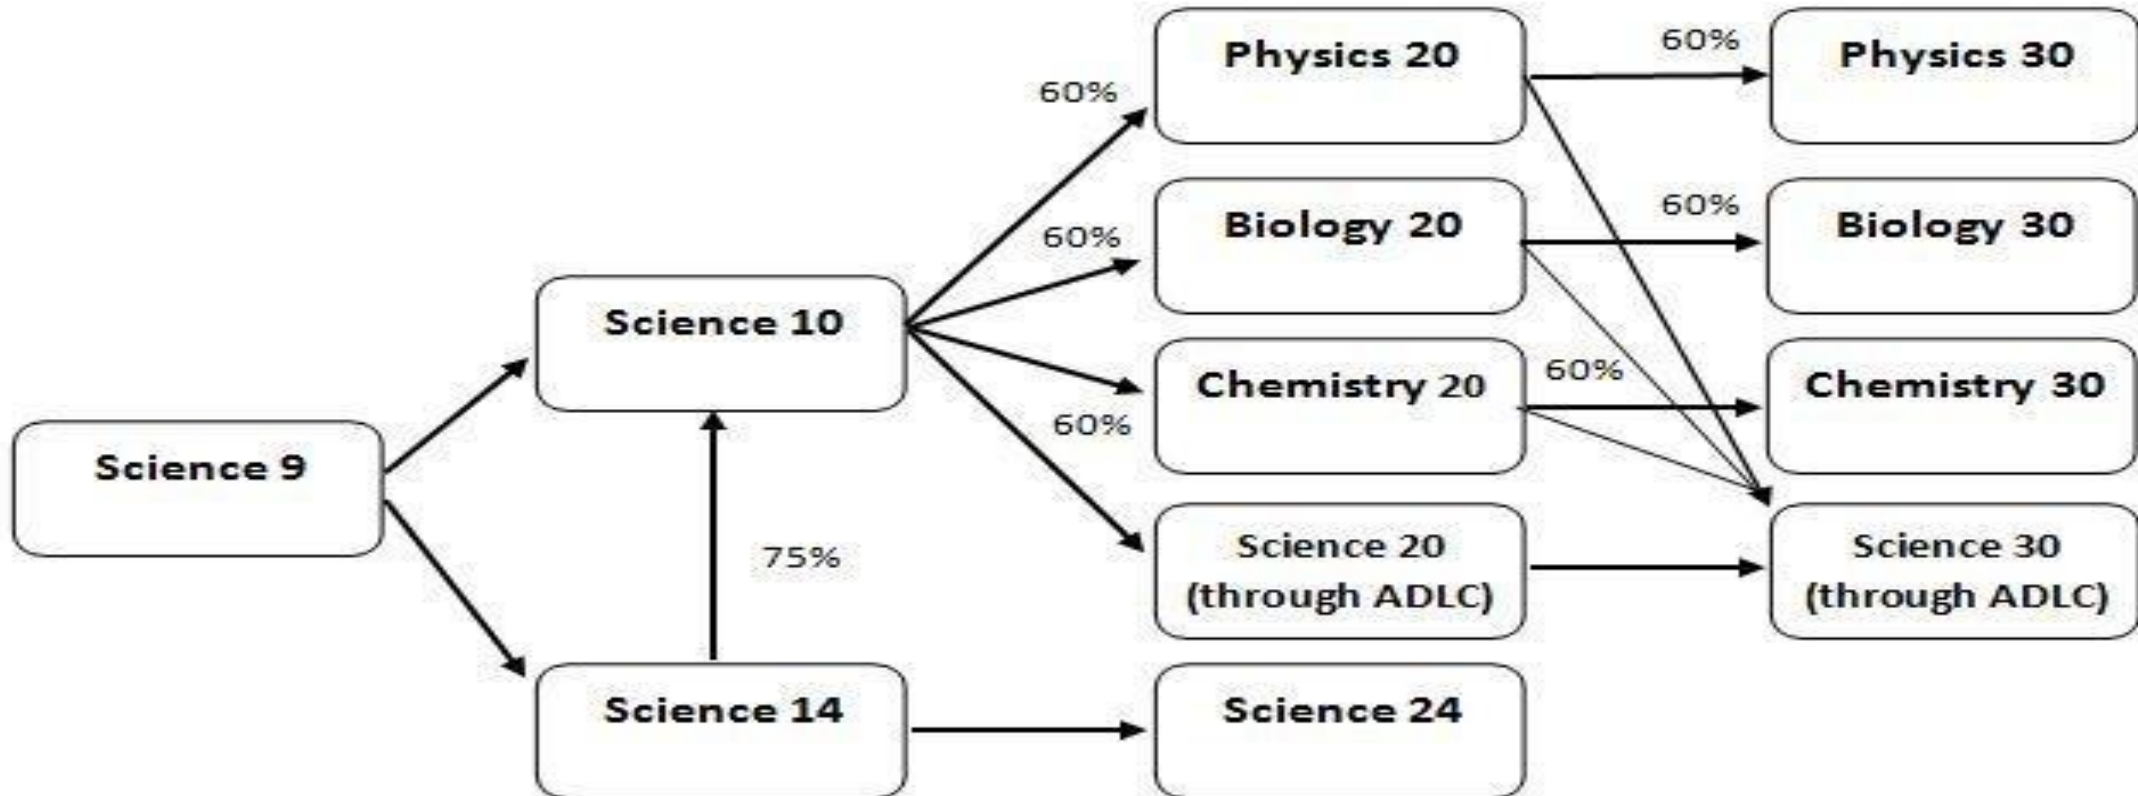 Physics 20
60%
Physics 30
60%
Biology 20
60%
Biology 30
60%
Science 10
Chemistry 20
60%
Chemistry 30
60%
Science 9
Science 20
(through ADLC)
Science 30
(through ADLC)
75%
Science 14
Science 24